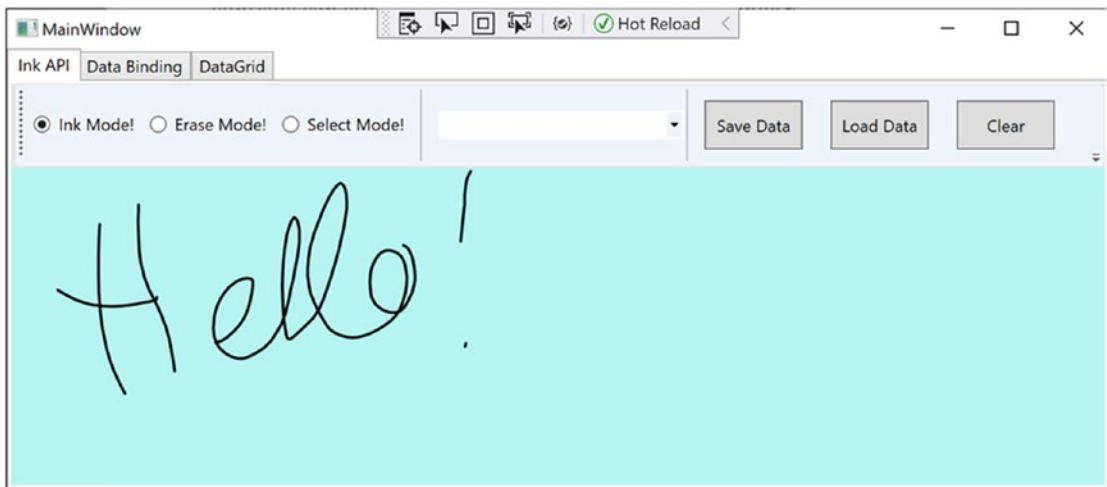 MainWindow
Hot Reload
Ink API Data Binding DataGrid
Ink Mode! Erase Mode! Select Mode! Save Data Load Data Clear
Hello!